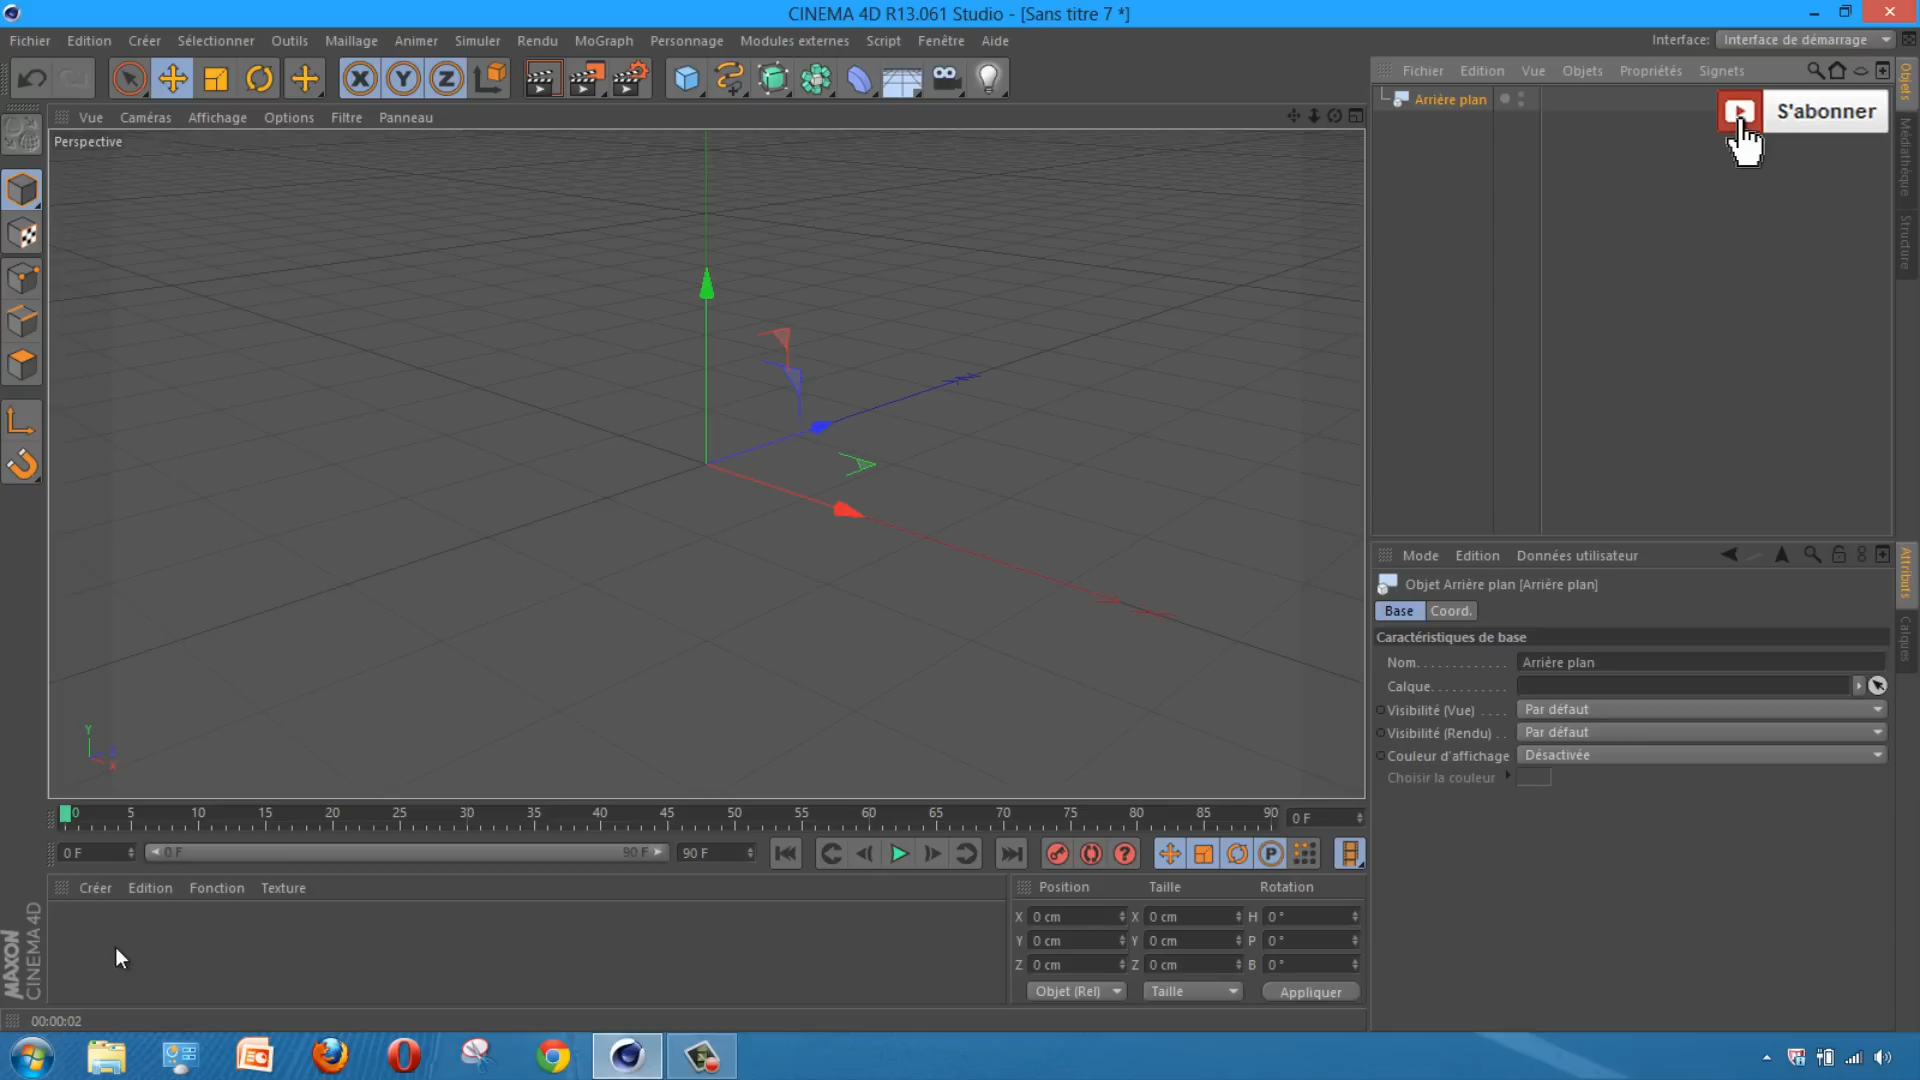 CINEMA 4D R13.061 Studio - [Sans titre 7 *]
Fichier Edition Créer Sélectionner Outils Maillage Animer Simuler Rendu MoGraph Personnage Modules externes Script Fenêtre Aide
Interface: Interface de démarrage
X Y Z
Fichier Edition Vue Objets Propriétés Signets
Objets
Médiathèque
Structure
Arrière plan
S'abonner
Vue Caméras Affichage Options Filtre Panneau
Perspective
Y
Z
X
Mode Edition Données utilisateur
Attributs
Calques
Objet Arrière plan [Arrière plan]
Base Coord.
Caractéristiques de base
Nom. . . . . . . . . . . . . Arrière plan
Calque. . . . . . . . . . .
Visibilité (Vue) . . . . Par défaut
Visibilité (Rendu) . . Par défaut
Couleur d'affichage Désactivée
Choisir la couleur
0 5 10 15 20 25 30 35 40 45 50 55 60 65 70 75 80 85 90 0 F
0 F 0 F 90 F 90 F
? P
Créer Edition Fonction Texture
Position Taille Rotation
X 0 cm X 0 cm H 0 °
Y 0 cm Y 0 cm P 0 °
Z 0 cm Z 0 cm B 0 °
Objet (Rel) Taille Appliquer
MAXON
CINEMA 4D
00:00:02